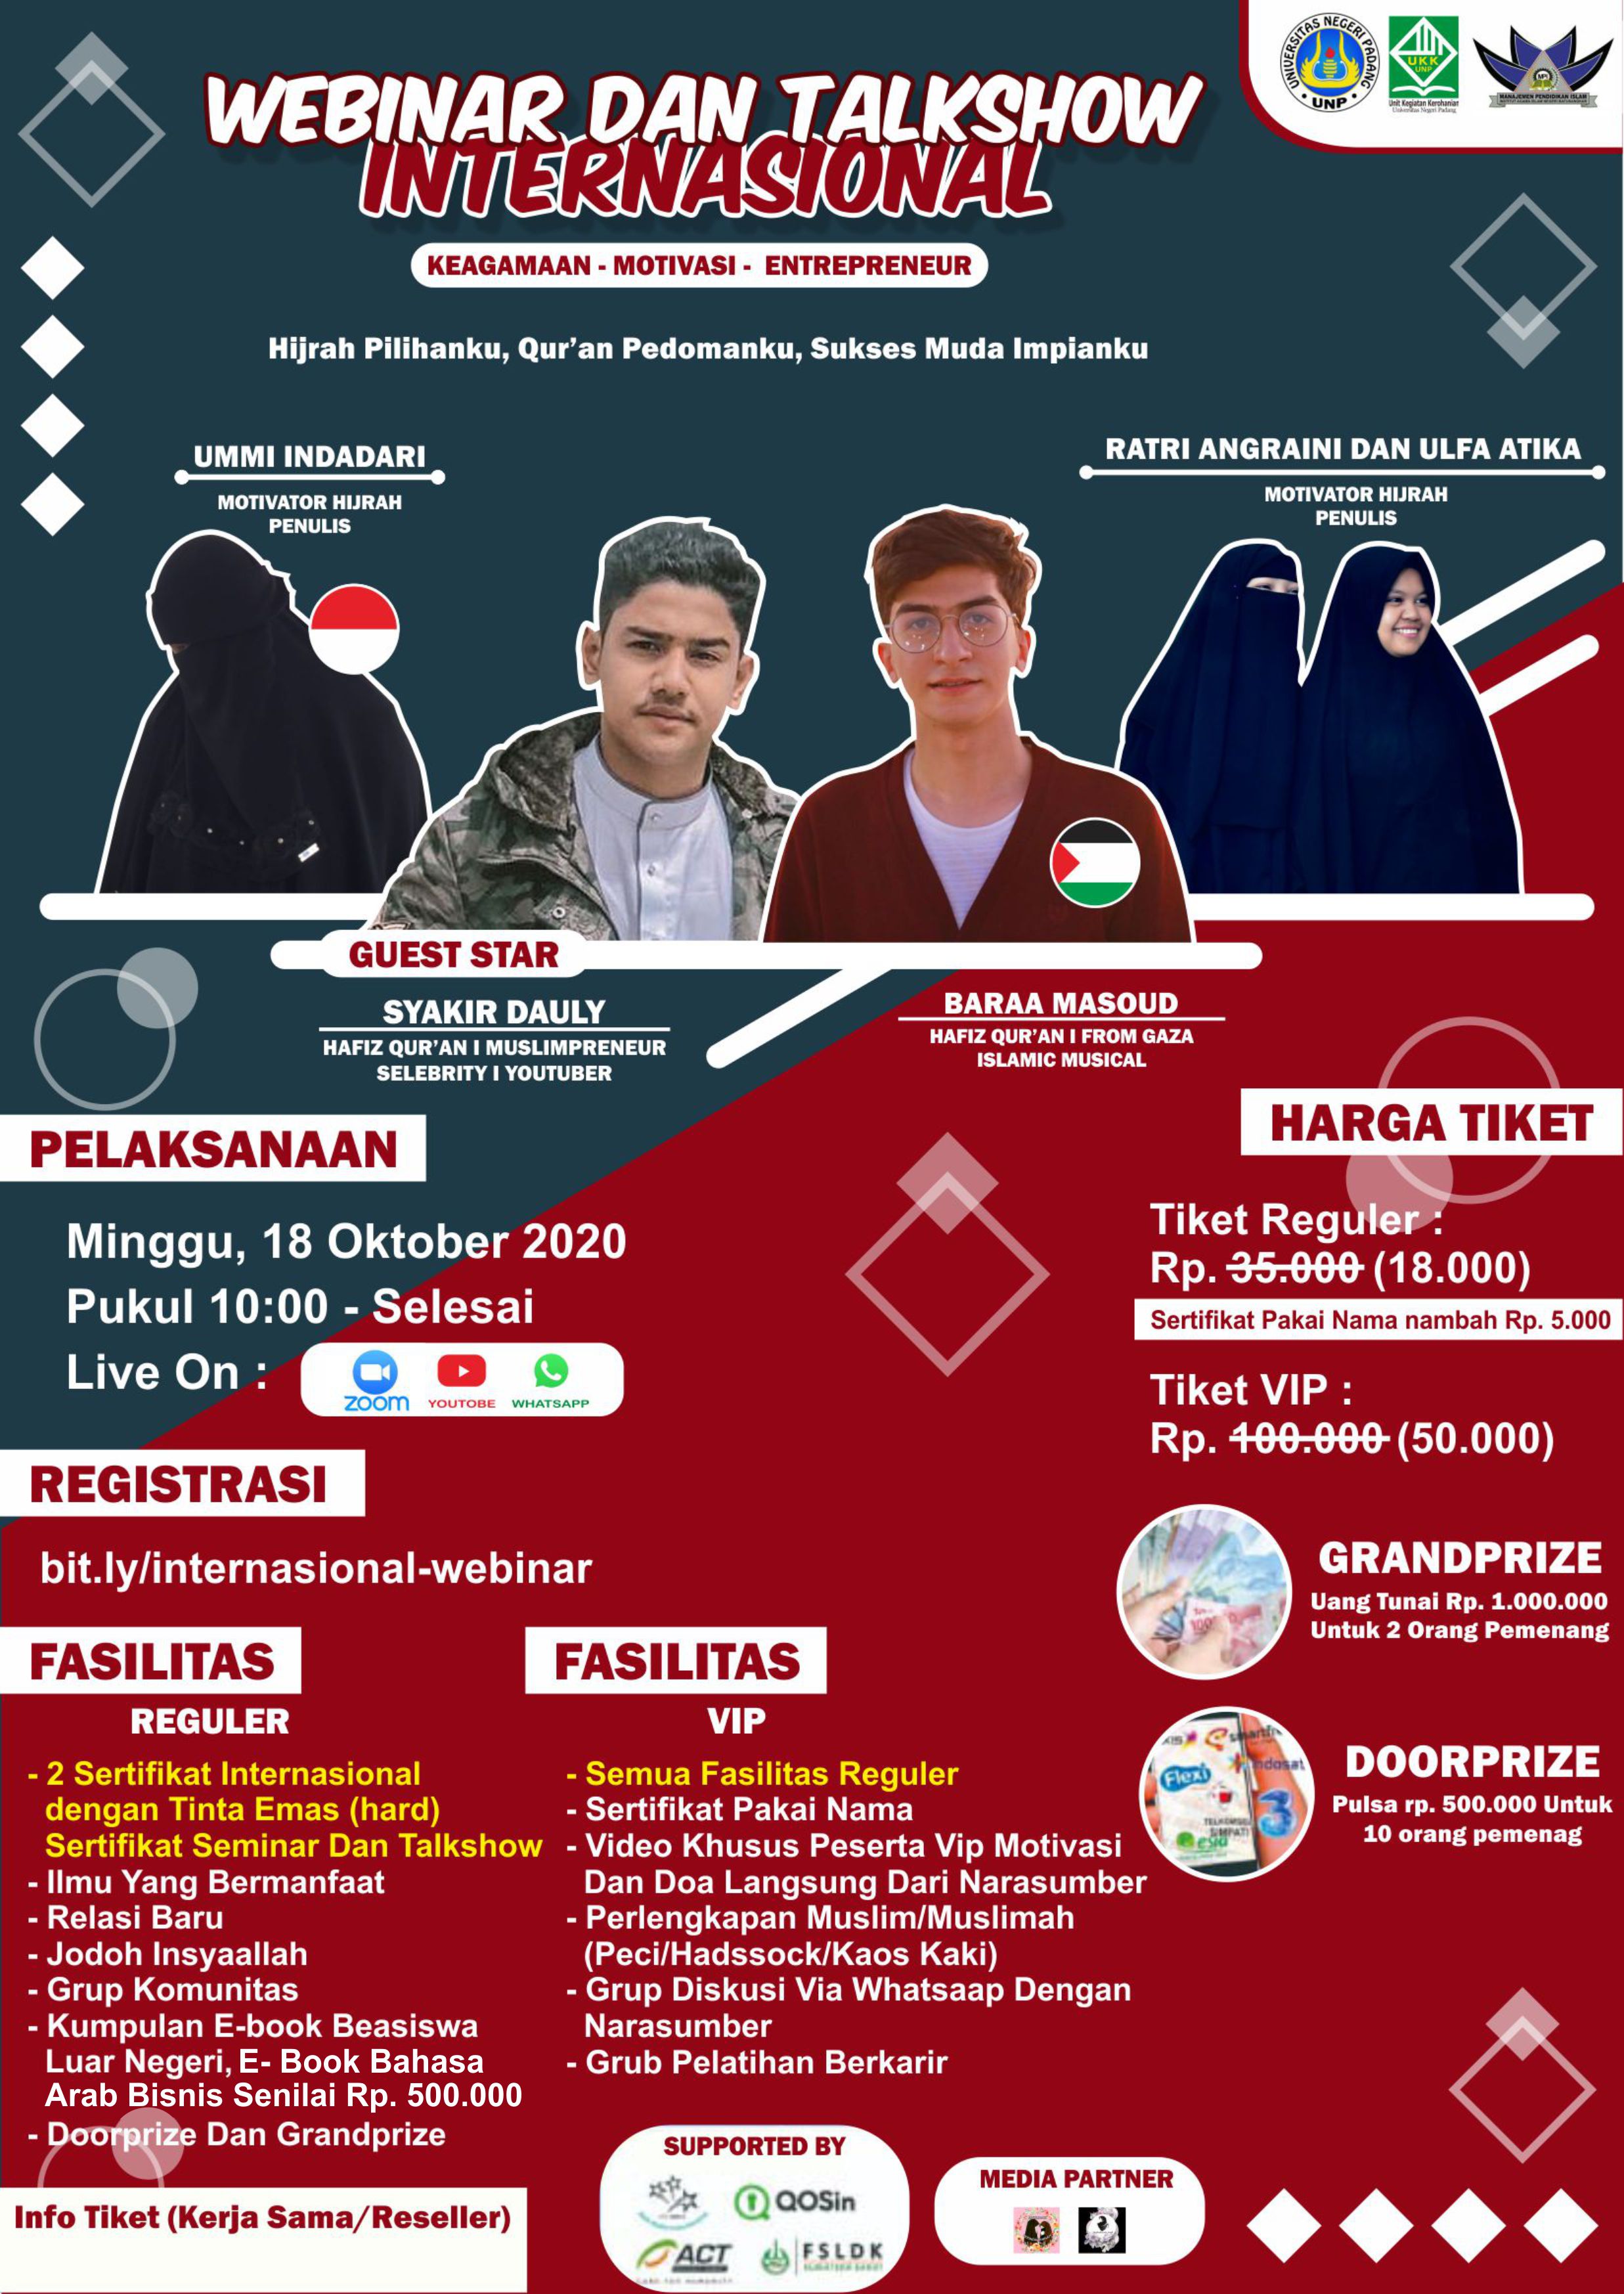 UNIVERSITAS NEGERI PADANG
UNP
UKK
UNP
Unit Kegiatan Kerohanian
Universitas Negeri Padang
MPI
MANAJEMEN PENDIDIKAN ISLAM
WEBINAR DAN TALKSHOW
INTERNASIONAL
KEAGAMAAN - MOTIVASI - ENTREPRENEUR
Hijrah Pilihanku, Qur'an Pedomanku, Sukses Muda Impianku
UMMI INDADARI
MOTIVATOR HIJRAH
PENULIS
RATRI ANGRAINI DAN ULFA ATIKA
MOTIVATOR HIJRAH
PENULIS
GUEST STAR
SYAKIR DAULY
HAFIZ QUR'AN I MUSLIMPRENEUR
SELEBRITY I YOUTUBER
BARAA MASOUD
HAFIZ QUR'AN I FROM GAZA
ISLAMIC MUSICAL
PELAKSANAAN
Minggu, 18 Oktober 2020
Pukul 10:00 - Selesai
Live On :
zoom YOUTOBE WHATSAPP
HARGA TIKET
Tiket Reguler :
Rp. 35.000 (18.000)
Sertifikat Pakai Nama nambah Rp. 5.000
Tiket VIP :
Rp. 100.000 (50.000)
REGISTRASI
bit.ly/internasional-webinar
GRANDPRIZE
Uang Tunai Rp. 1.000.000
Untuk 2 Orang Pemenang
DOORPRIZE
Pulsa rp. 500.000 Untuk
10 orang pemenag
smartfren
indosat
Flexi
3
esia
FASILITAS
REGULER
- 2 Sertifikat Internasional
dengan Tinta Emas (hard)
Sertifikat Seminar Dan Talkshow
- Ilmu Yang Bermanfaat
- Relasi Baru
- Jodoh Insyaallah
- Grup Komunitas
- Kumpulan E-book Beasiswa
Luar Negeri, E- Book Bahasa
Arab Bisnis Senilai Rp. 500.000
- Doorprize Dan Grandprize
FASILITAS
VIP
- Semua Fasilitas Reguler
- Sertifikat Pakai Nama
- Video Khusus Peserta Vip Motivasi
Dan Doa Langsung Dari Narasumber
- Perlengkapan Muslim/Muslimah
(Peci/Hadssock/Kaos Kaki)
- Grup Diskusi Via Whatsaap Dengan
Narasumber
- Grub Pelatihan Berkarir
Info Tiket (Kerja Sama/Reseller)
SUPPORTED BY
QOSin
ACT
FSLDK
MEDIA PARTNER